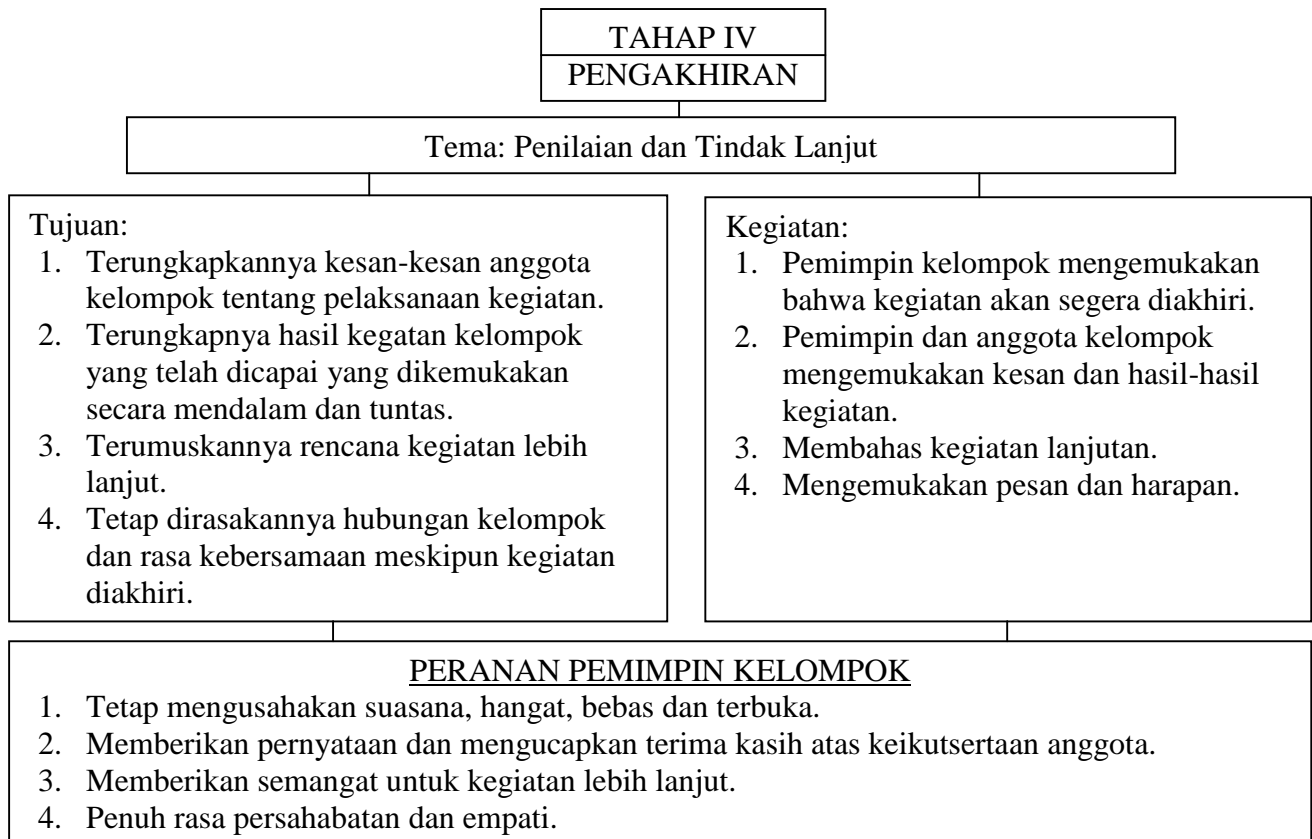 TAHAP IV
PENGAKHIRAN
Tema: Penilaian dan Tindak Lanjut
Tujuan:
1. Terungkapkannya kesan-kesan anggota
kelompok tentang pelaksanaan kegiatan.
2. Terungkapnya hasil kegatan kelompok
yang telah dicapai yang dikemukakan
secara mendalam dan tuntas.
3. Terumuskannya rencana kegiatan lebih
lanjut.
4. Tetap dirasakannya hubungan kelompok
dan rasa kebersamaan meskipun kegiatan
diakhiri.
Kegiatan:
1. Pemimpin kelompok mengemukakan
bahwa kegiatan akan segera diakhiri.
2. Pemimpin dan anggota kelompok
mengemukakan kesan dan hasil-hasil
kegiatan.
3. Membahas kegiatan lanjutan.
4. Mengemukakan pesan dan harapan.
PERANAN PEMIMPIN KELOMPOK
1. Tetap mengusahakan suasana, hangat, bebas dan terbuka.
2. Memberikan pernyataan dan mengucapkan terima kasih atas keikutsertaan anggota.
3. Memberikan semangat untuk kegiatan lebih lanjut.
4. Penuh rasa persahabatan dan empati.